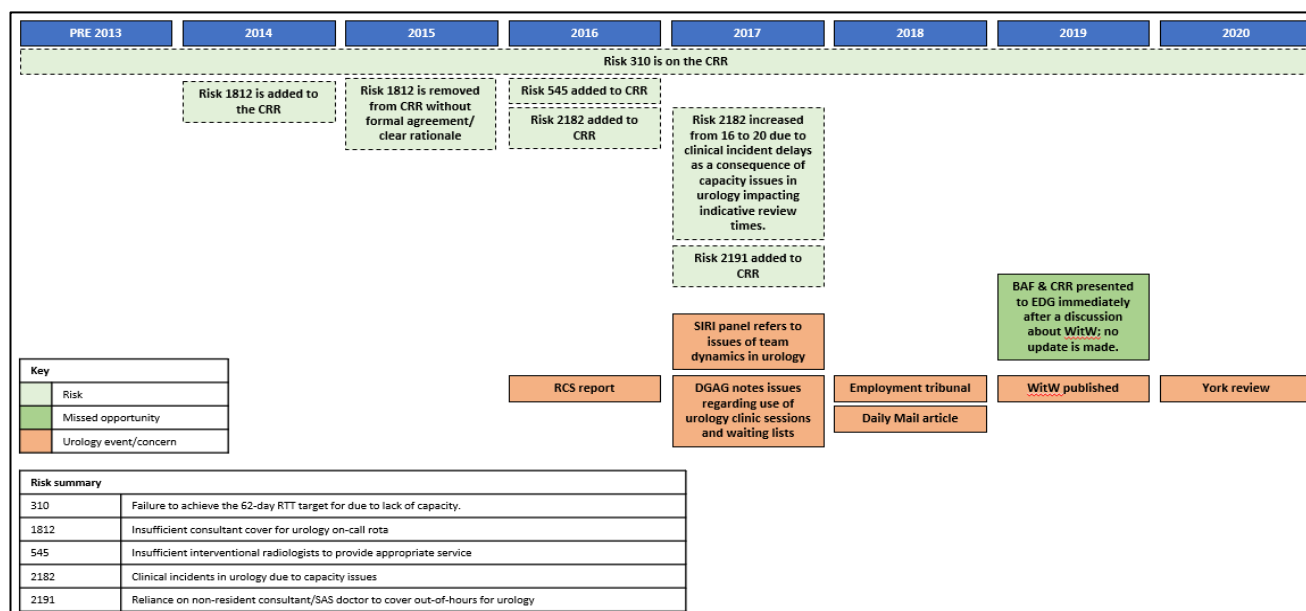 PRE 2013
2014
2015
2016
2017
2018
2019
2020
Risk 310 is on the CRR
Risk 1812 is added to
the CRR
Risk 1812 is removed
from CRR without
formal agreement/
clear rationale
Risk 545 added to CRR
Risk 2182 added to
CRR
Risk 2182 increased
from 16 to 20 due to
clinical incident delays
as a consequence of
capacity issues in
urology impacting
indicative review
times.
Risk 2191 added to
CRR
BAF & CRR presented
to EDG immediately
after a discussion
about WitW; no
update is made.
SIRI panel refers to
issues of team
dynamics in urology
RCS report
DGAG notes issues
regarding use of
urology clinic sessions
and waiting lists
Employment tribunal
Daily Mail article
WitW published
York review
Key
Risk
Missed opportunity
Urology event/concern
Risk summary
310 Failure to achieve the 62-day RTT target for due to lack of capacity.
1812 Insufficient consultant cover for urology on-call rota
545 Insufficient interventional radiologists to provide appropriate service
2182 Clinical incidents in urology due to capacity issues
2191 Reliance on non-resident consultant/SAS doctor to cover out-of-hours for urology